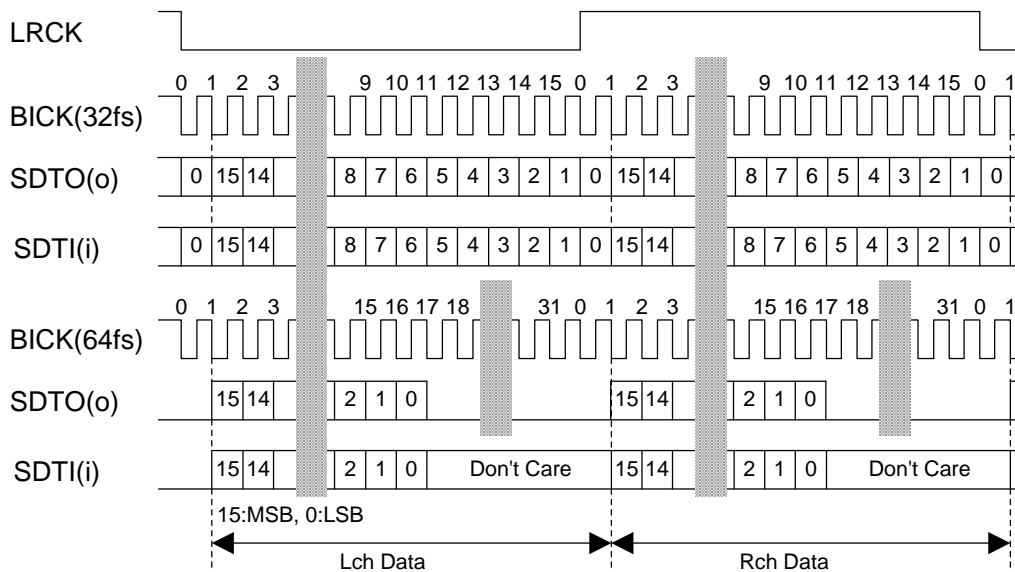 LRCK
0 1 2 3 9 10 11 12 13 14 15 0 1 2 3 9 10 11 12 13 14 15 0 1
BICK(32fs)
SDTO(o) 0 15 14 8 7 6 5 4 3 2 1 0 15 14 8 7 6 5 4 3 2 1 0
SDTI(i) 0 15 14 8 7 6 5 4 3 2 1 0 15 14 8 7 6 5 4 3 2 1 0
0 1 2 3 15 16 17 18 31 0 1 2 3 15 16 17 18 31 0 1
BICK(64fs)
SDTO(o) 15 14 2 1 0 15 14 2 1 0
SDTI(i) 15 14 2 1 0 Don't Care 15 14 2 1 0 Don't Care
15:MSB, 0:LSB
Lch Data Rch Data